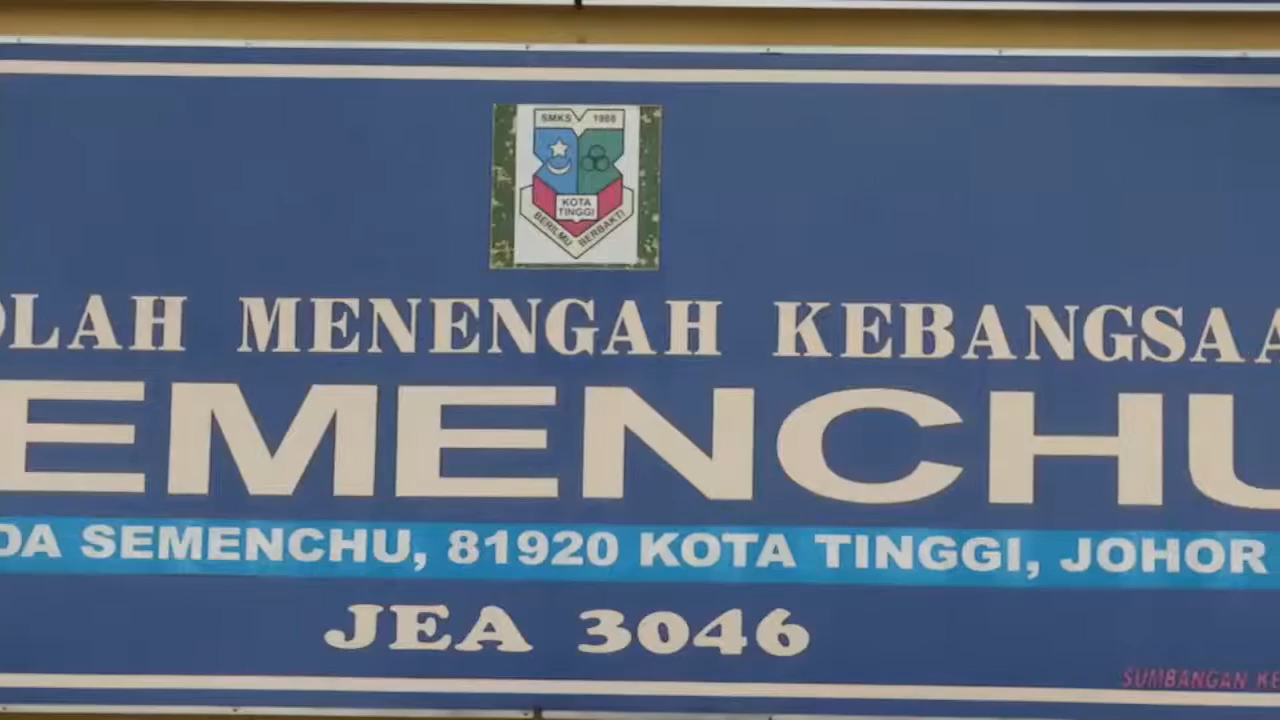 SMKS 1988
KOTA
TINGGI
BERILMU BERBAKTI
OLAH MENENGAH KEBANGSAA
EMENCHU
DA SEMENCHU, 81920 KOTA TINGGI, JOHOR
JEA 3046
SUMBANGAN KE